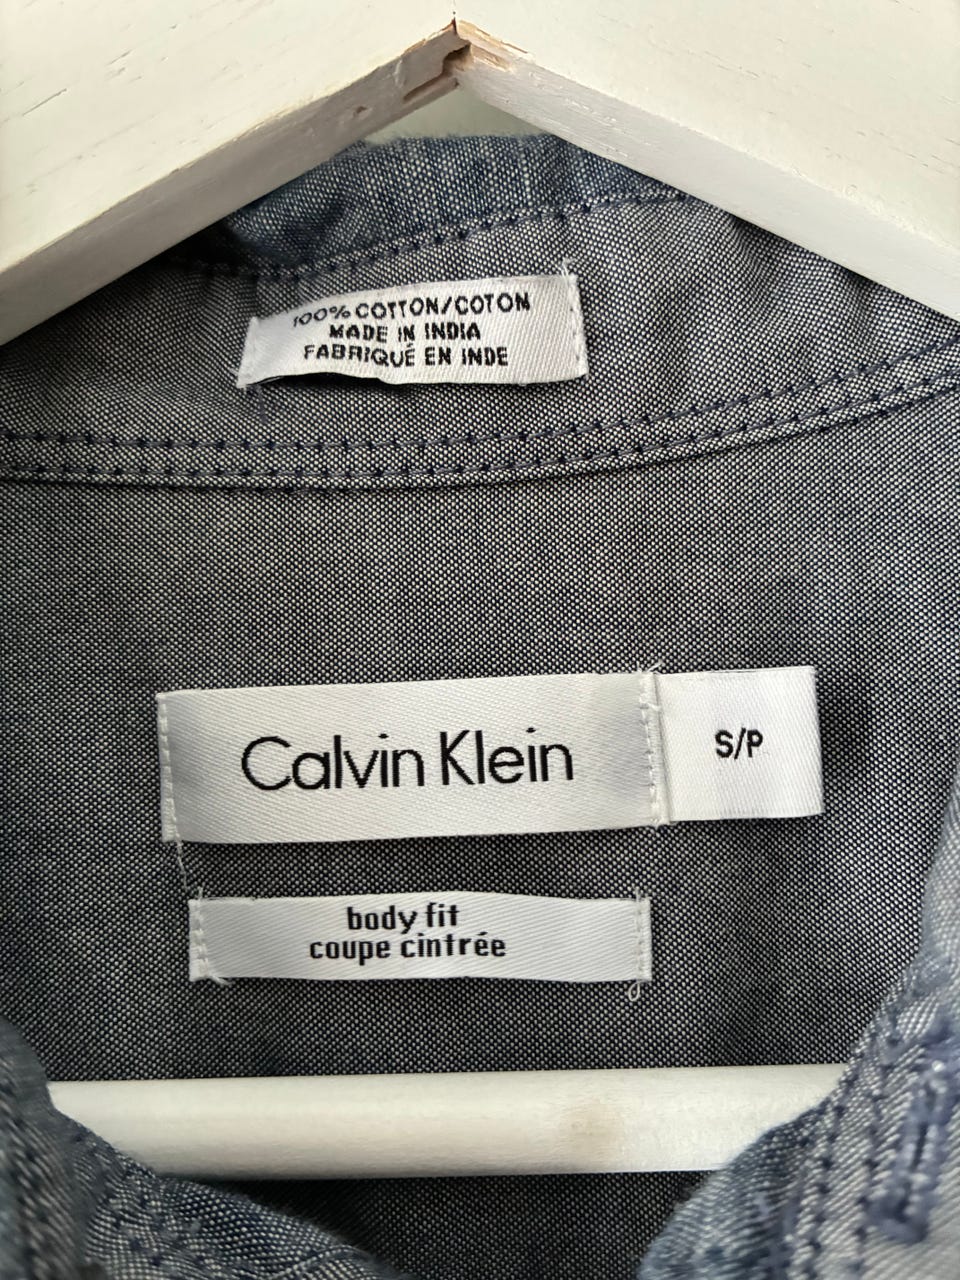 100% COTTON/COTON
MADE IN INDIA
FABRIQUÉ EN INDE
Calvin Klein
S/P
body fit
coupe cintrée